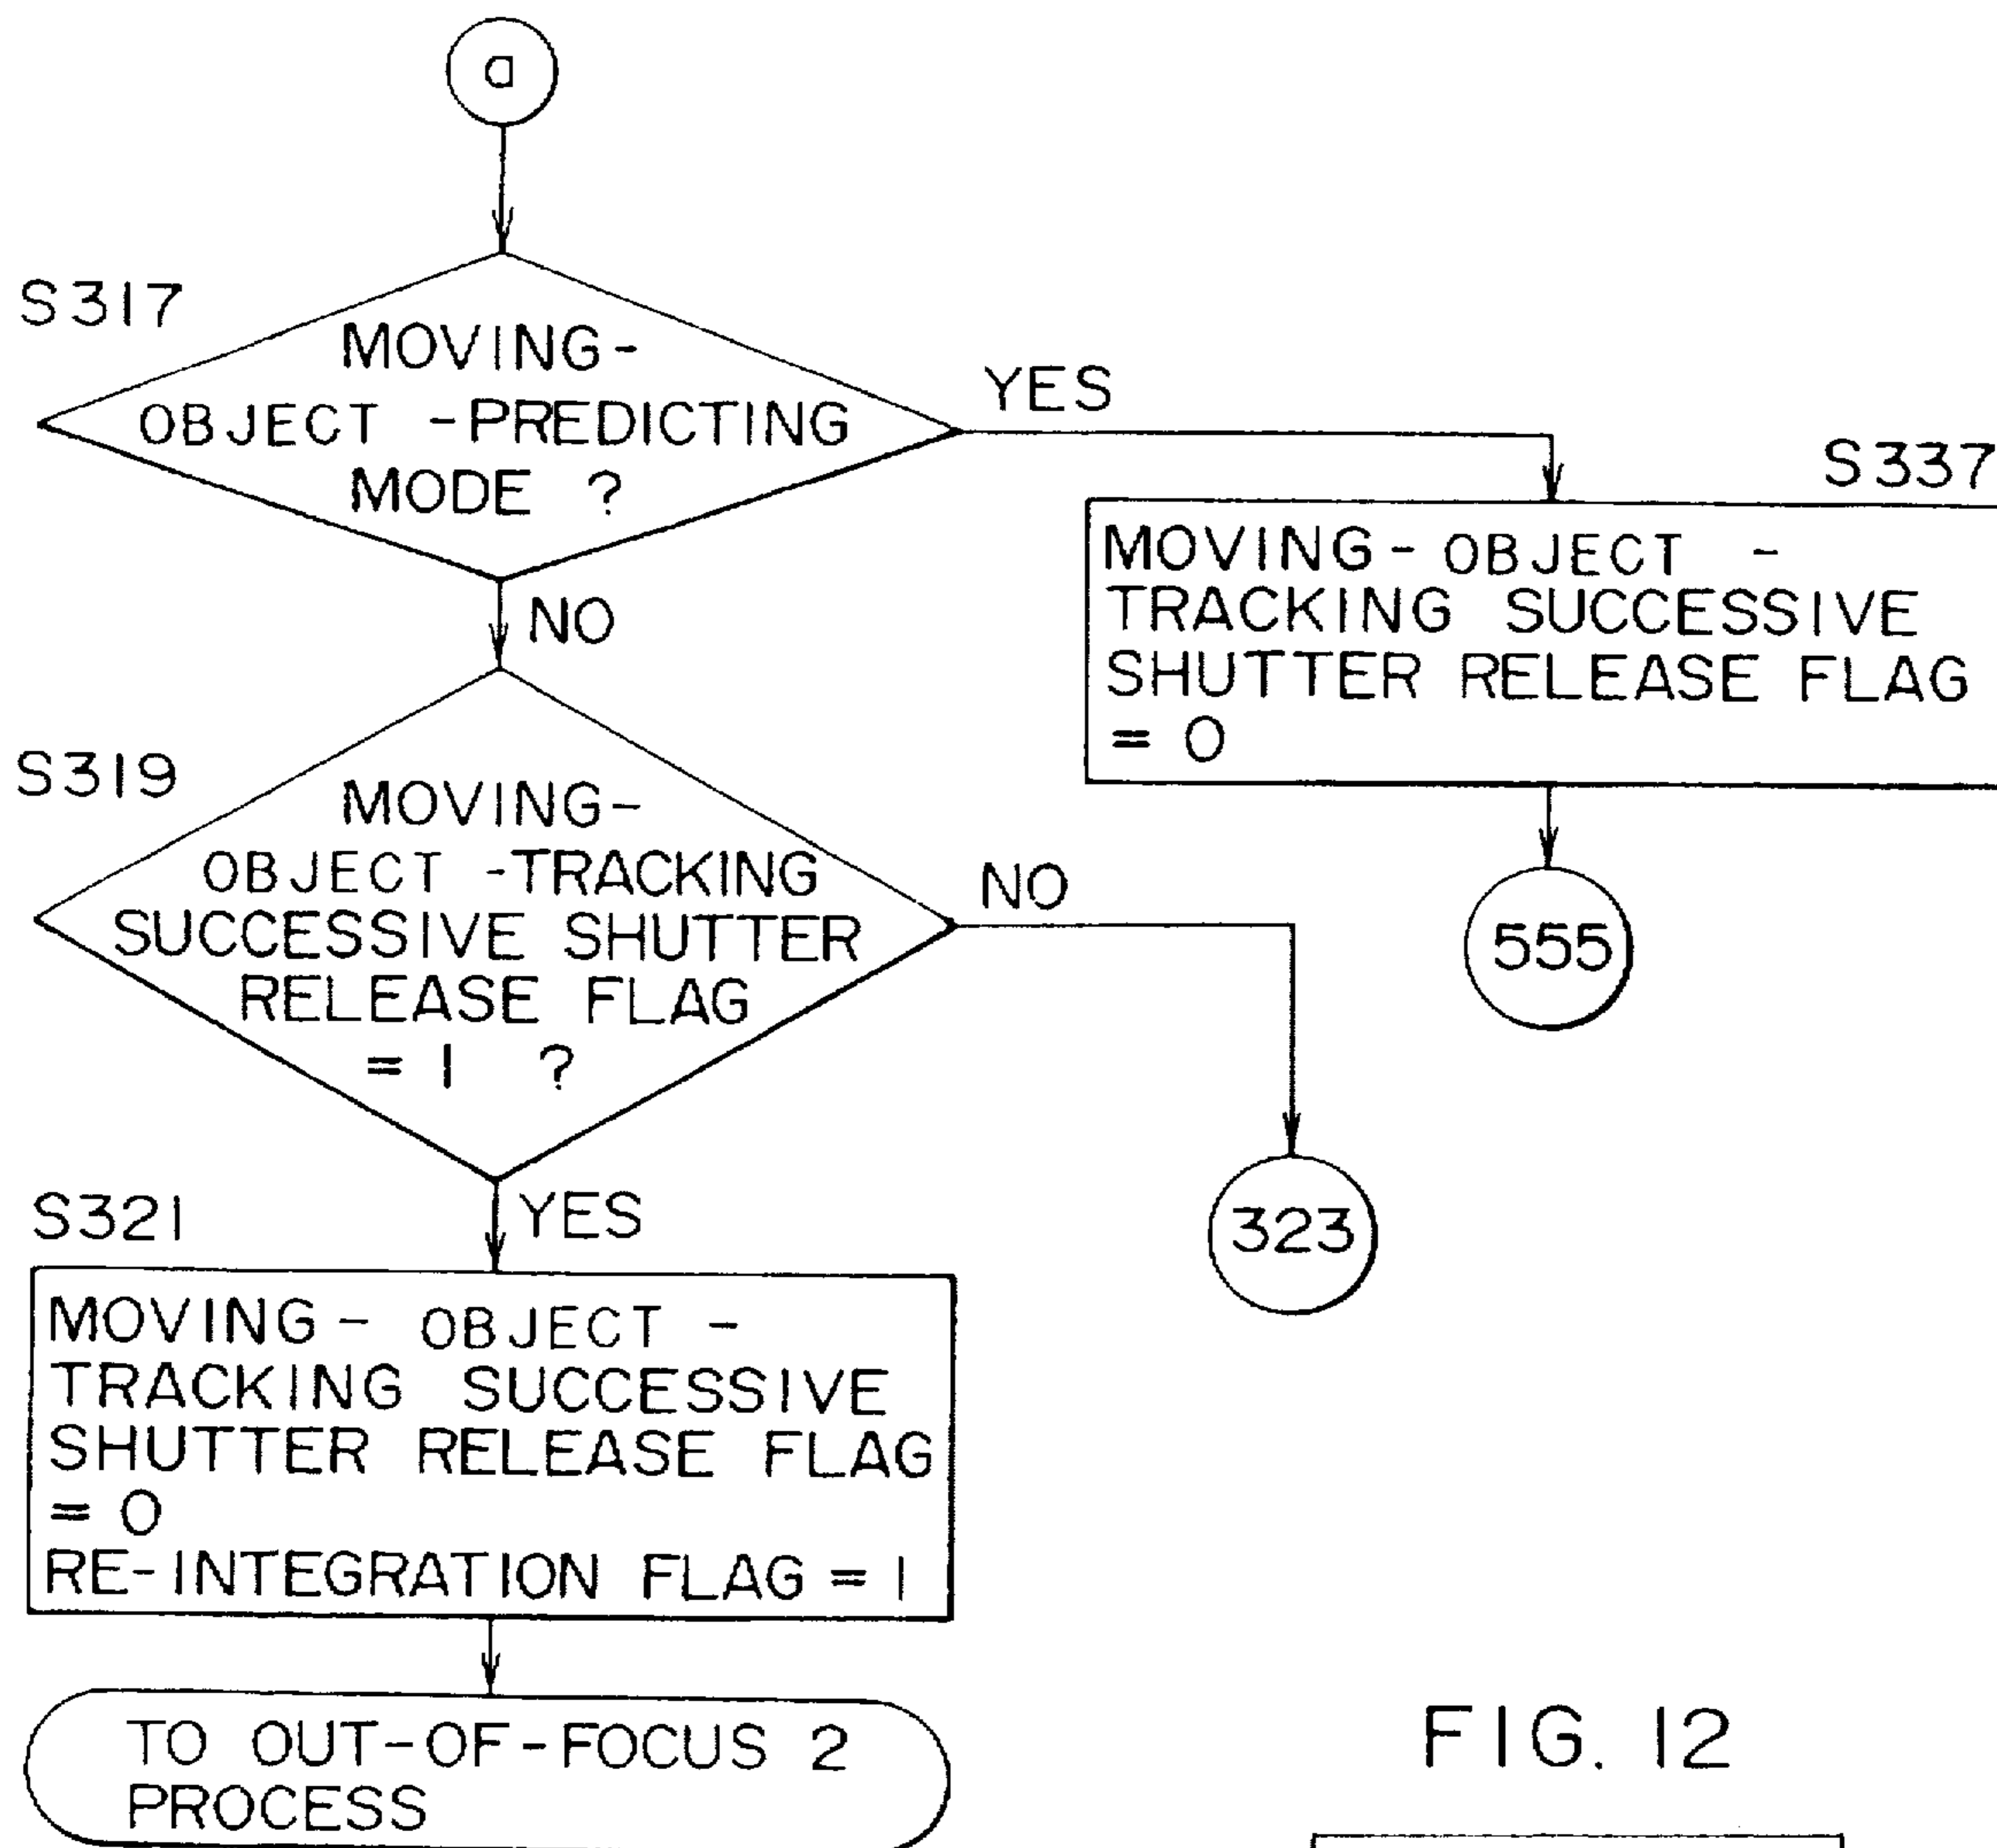 a
S317
MOVING-
OBJECT -PREDICTING
MODE ?
YES
NO
S337
MOVING- OBJECT -
TRACKING SUCCESSIVE
SHUTTER RELEASE FLAG
= 0
555
S319
MOVING-
OBJECT -TRACKING
SUCCESSIVE SHUTTER
RELEASE FLAG
= 1 ?
NO
323
YES
S321
MOVING- OBJECT -
TRACKING SUCCESSIVE
SHUTTER RELEASE FLAG
= 0
RE-INTEGRATION FLAG = 1
TO OUT-OF-FOCUS 2
PROCESS
FIG. 12